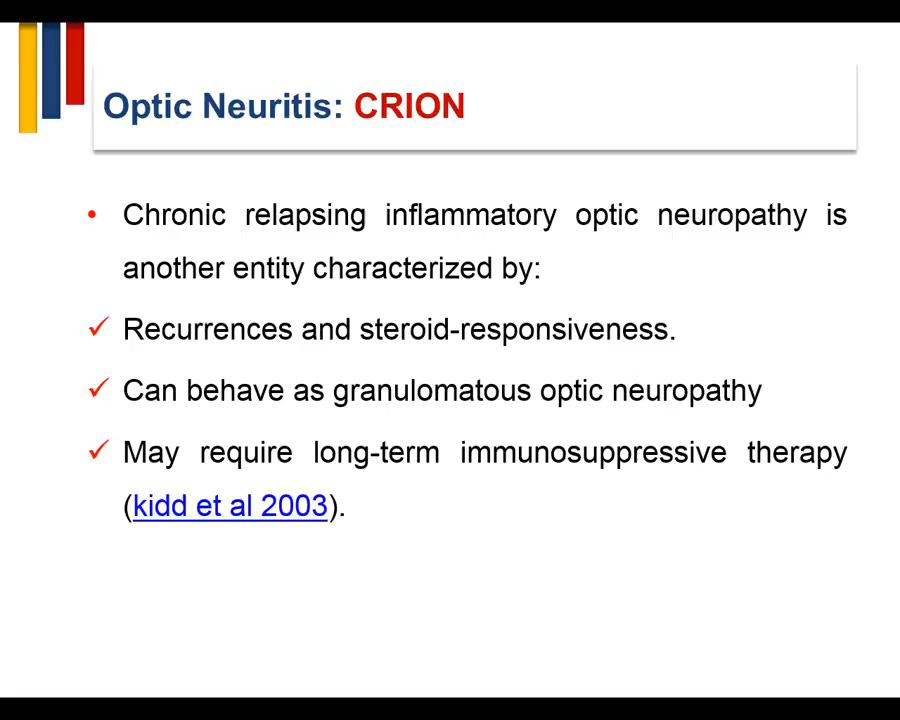 Optic Neuritis: CRION
• Chronic relapsing inflammatory optic neuropathy is
another entity characterized by:
✓ Recurrences and steroid-responsiveness.
✓ Can behave as granulomatous optic neuropathy
✓ May require long-term immunosuppressive therapy
(kidd et al 2003).